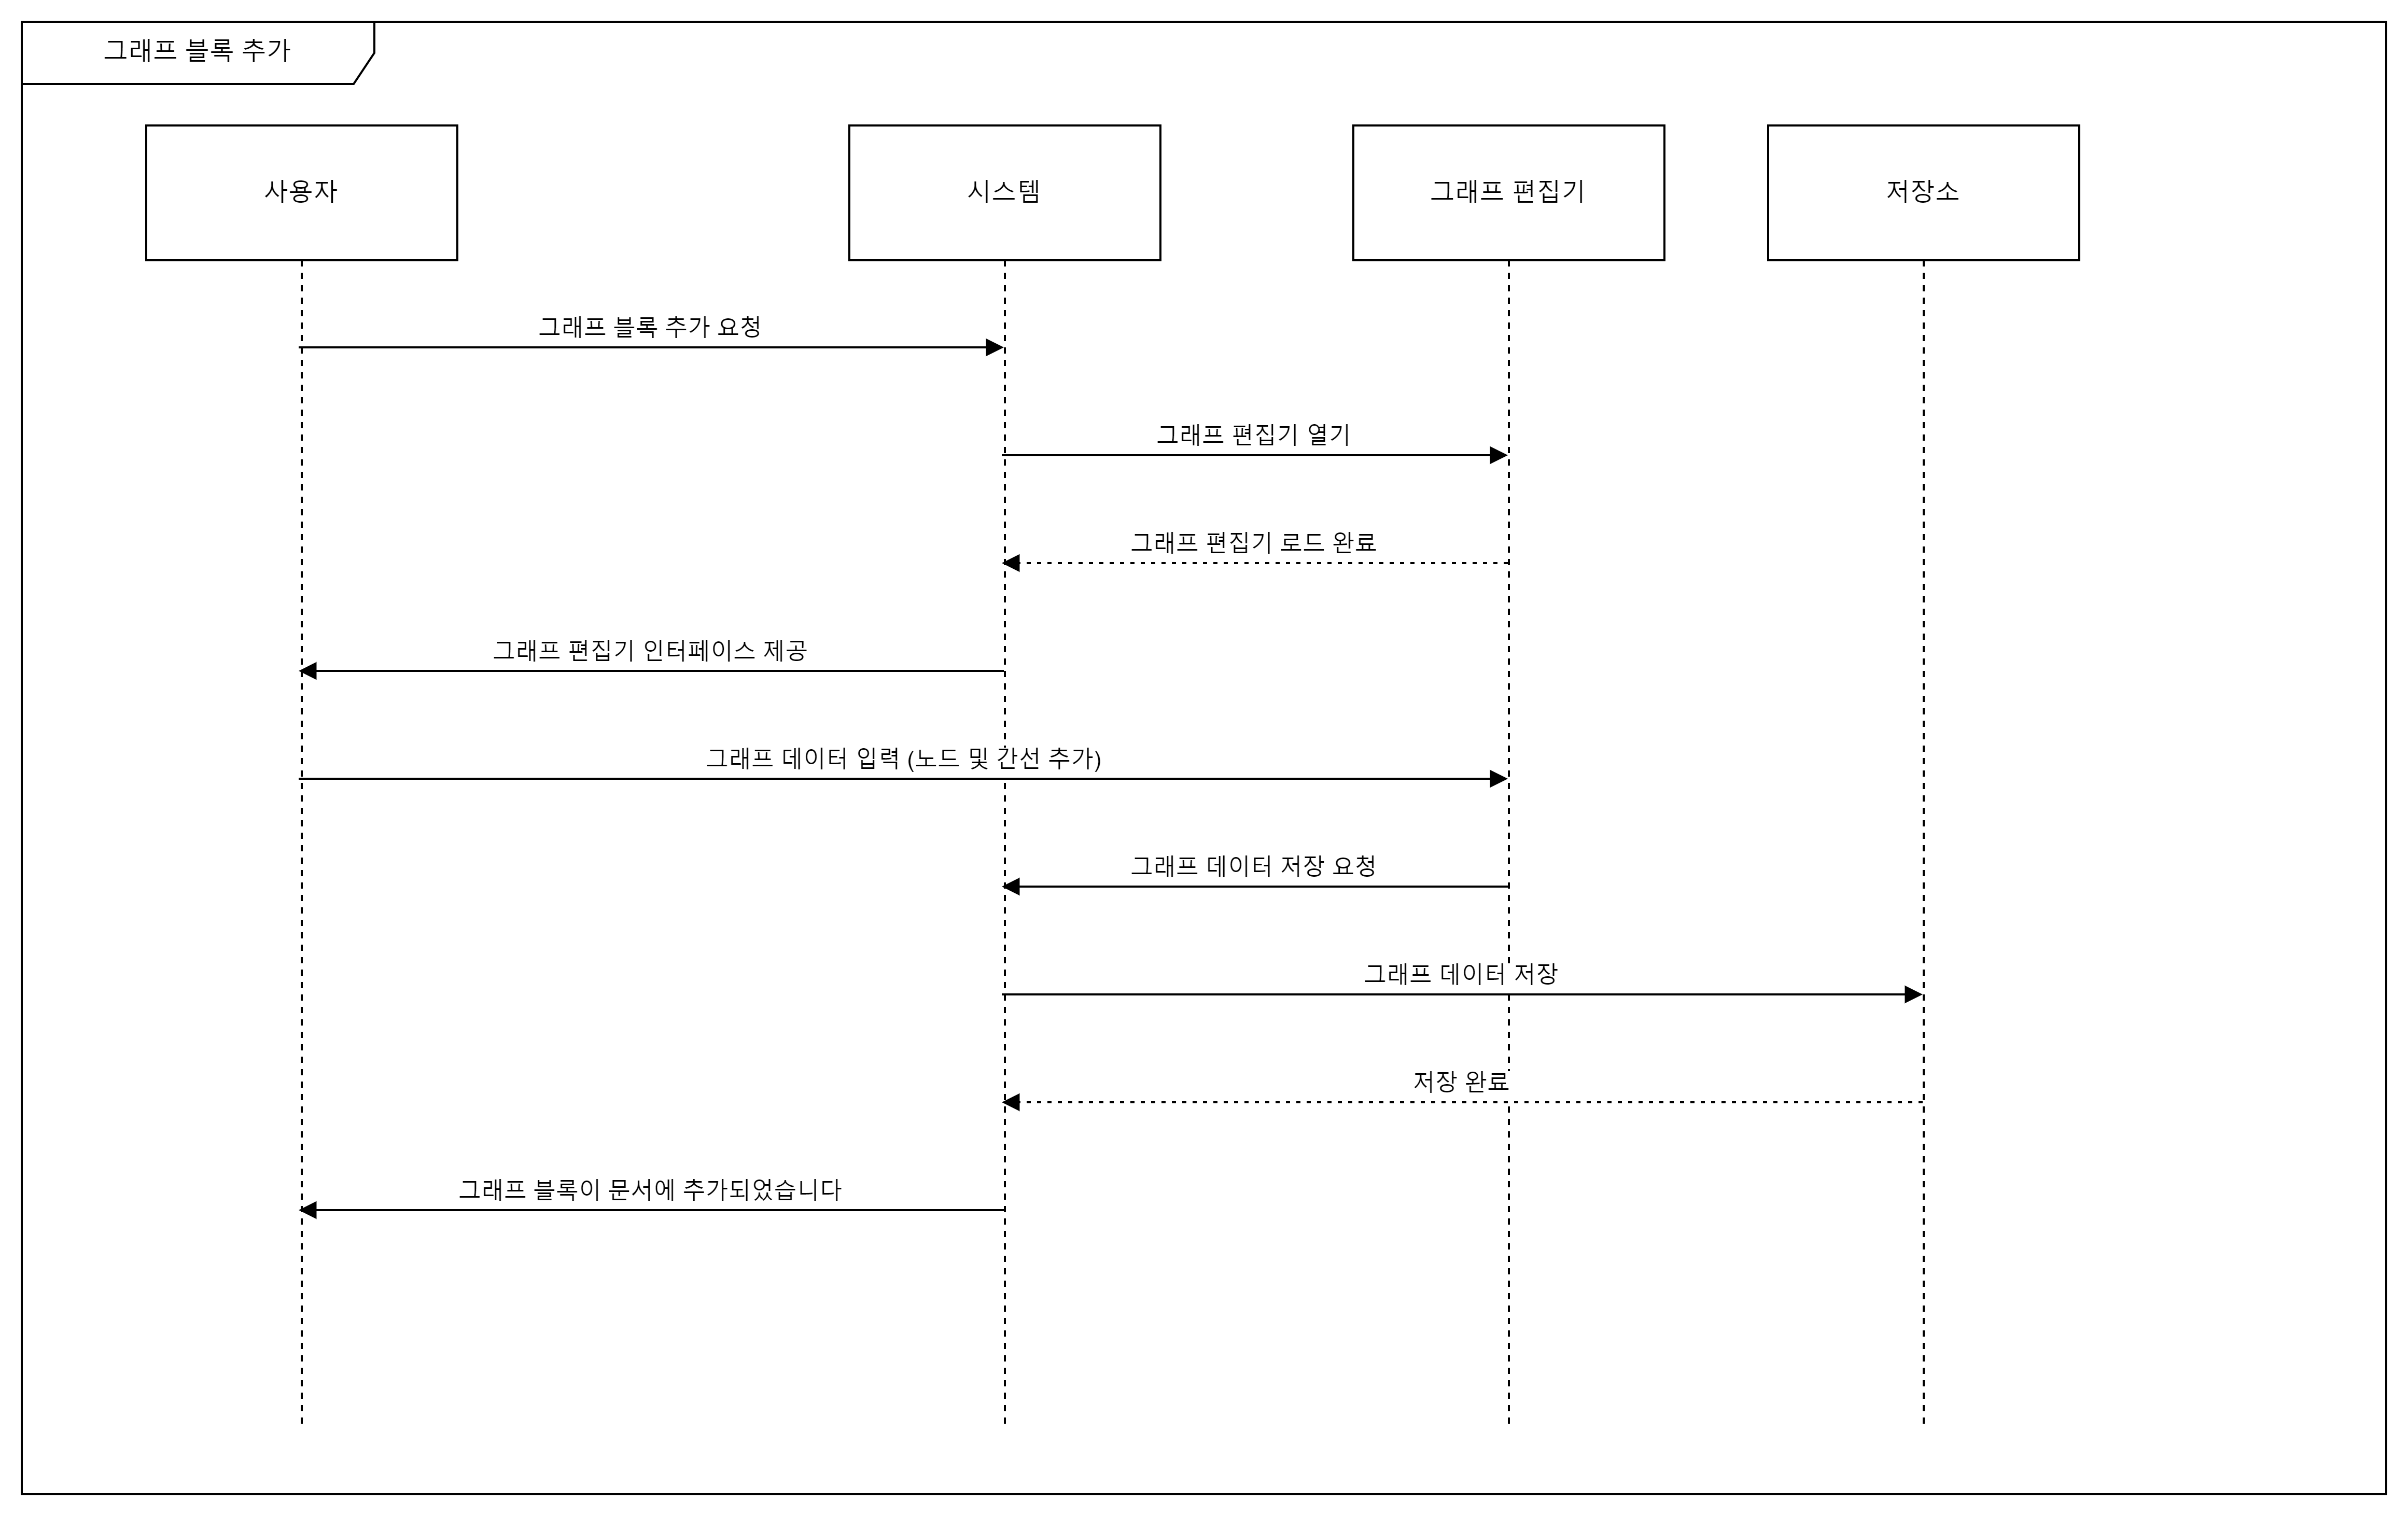 그래프 블록 추가
사용자
시스템
그래프 편집기
저장소
그래프 블록 추가 요청
그래프 편집기 열기
그래프 편집기 로드 완료
그래프 편집기 인터페이스 제공
그래프 데이터 입력 (노드 및 간선 추가)
그래프 데이터 저장 요청
그래프 데이터 저장
저장 완료
그래프 블록이 문서에 추가되었습니다